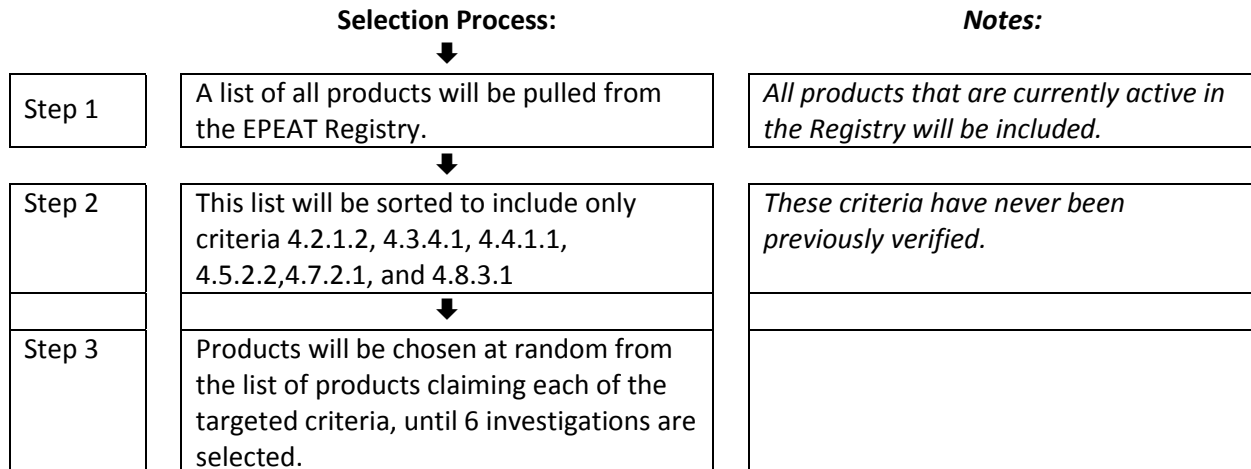 Selection Process:
Notes:
Step 1
A list of all products will be pulled from
the EPEAT Registry.
All products that are currently active in
the Registry will be included.
Step 2
This list will be sorted to include only
criteria 4.2.1.2, 4.3.4.1, 4.4.1.1,
4.5.2.2,4.7.2.1, and 4.8.3.1
These criteria have never been
previously verified.
Step 3
Products will be chosen at random from
the list of products claiming each of the
targeted criteria, until 6 investigations are
selected.